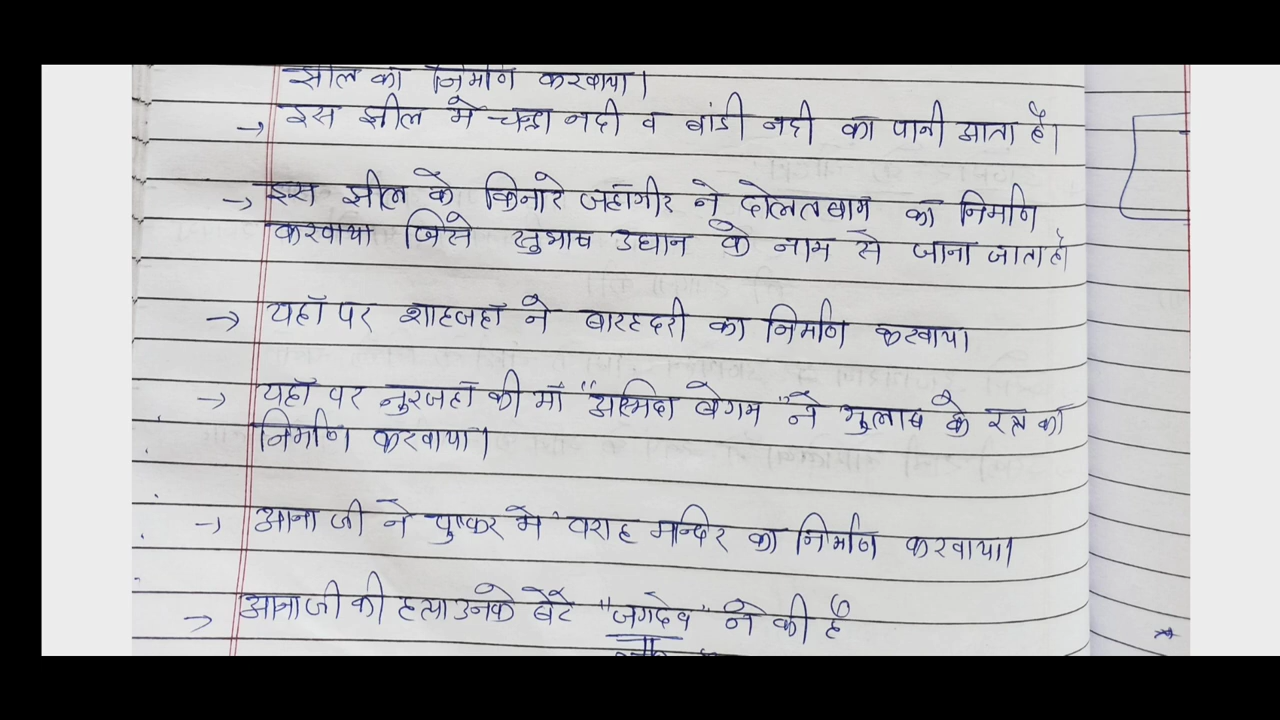 झील का निर्माण करवाया।
→ इस झील में चन्द्रा नदी व बांडी नदी का पानी आता है।
→ इस झील के किनारे जहाँगीर ने दोलतबाग का निर्माण
करवाया जिसे सुभाष उद्यान के नाम से जाना जाता है
→ यहाँ पर शाहजहाँ ने बारहदरी का निर्माण करवाया
→ यहाँ पर नुरजहाँ की माँ "अस्मिदा बेगम" ने गुलाब के इत्र का
निर्माण करवाया।
→ आना जी ने पुष्कर में वराह मन्दिर का निर्माण करवाया।
→ आनाजी की हत्या उनके बेटे "जगदेव" ने की है